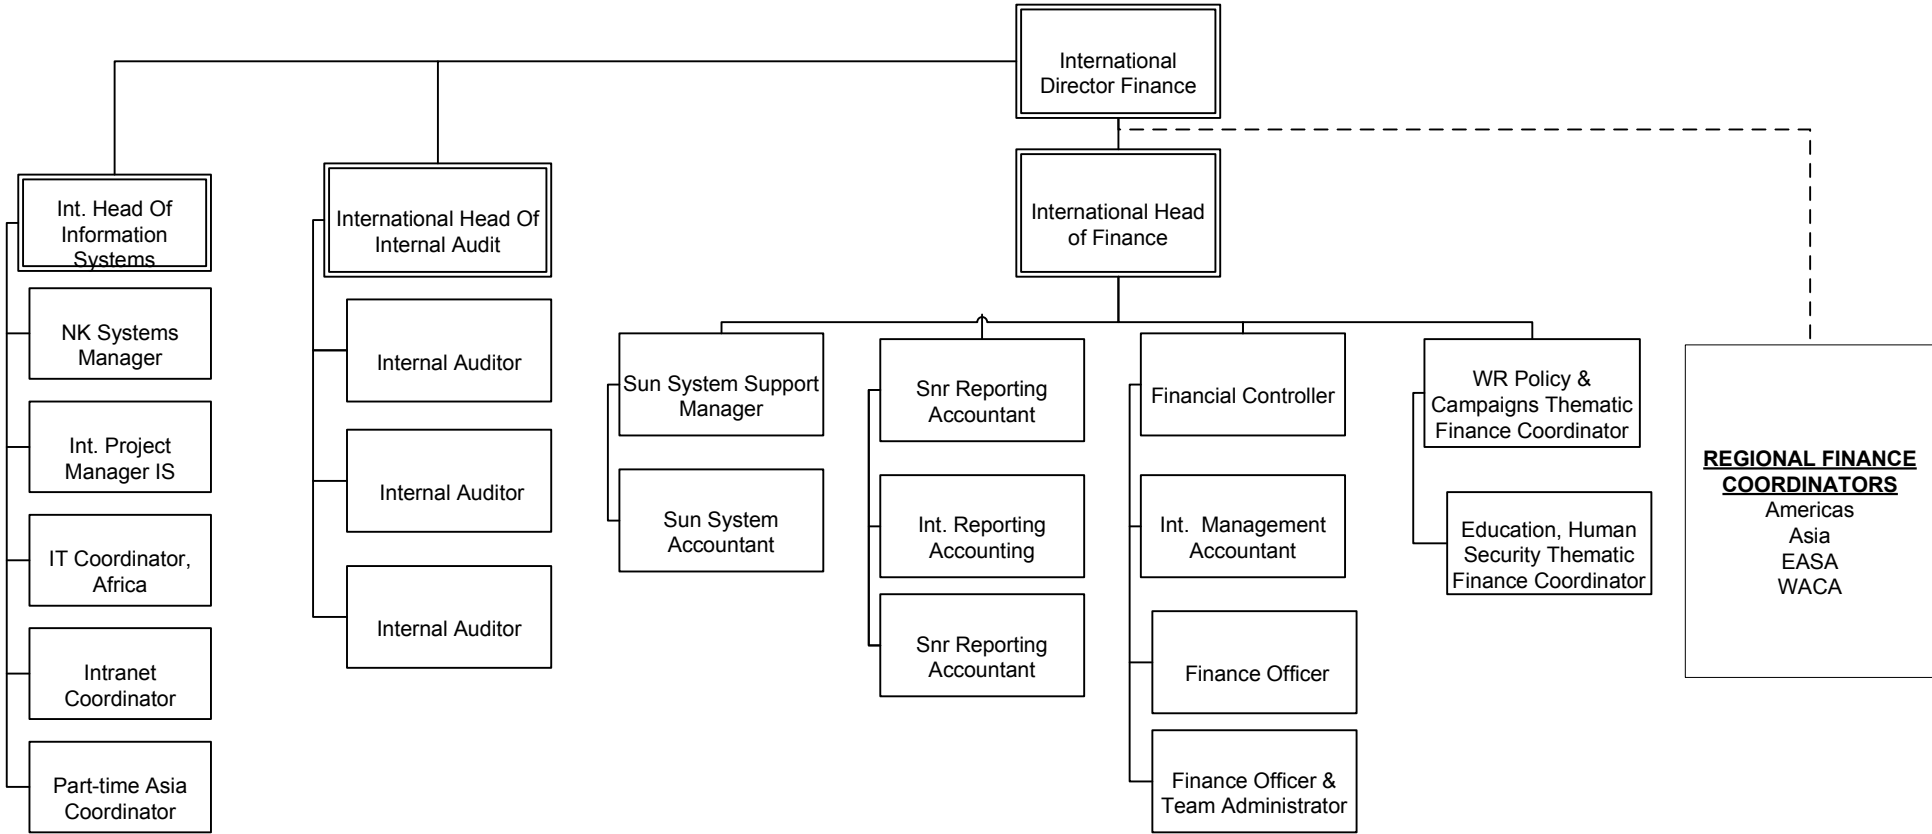 International
Director Finance
Int. Head Of
Information
Systems
International Head Of
Internal Audit
International Head
of Finance
NK Systems
Manager
Int. Project
Manager IS
IT Coordinator,
Africa
Intranet
Coordinator
Part-time Asia
Coordinator
Internal Auditor
Internal Auditor
Internal Auditor
Sun System Support
Manager
Sun System
Accountant
Snr Reporting
Accountant
Int. Reporting
Accounting
Snr Reporting
Accountant
Financial Controller
Int.  Management
Accountant
Finance Officer
Finance Officer &
Team Administrator
WR Policy &
Campaigns Thematic
Finance Coordinator
Education, Human
Security Thematic
Finance Coordinator
REGIONAL FINANCE
COORDINATORS
Americas
Asia
EASA
WACA